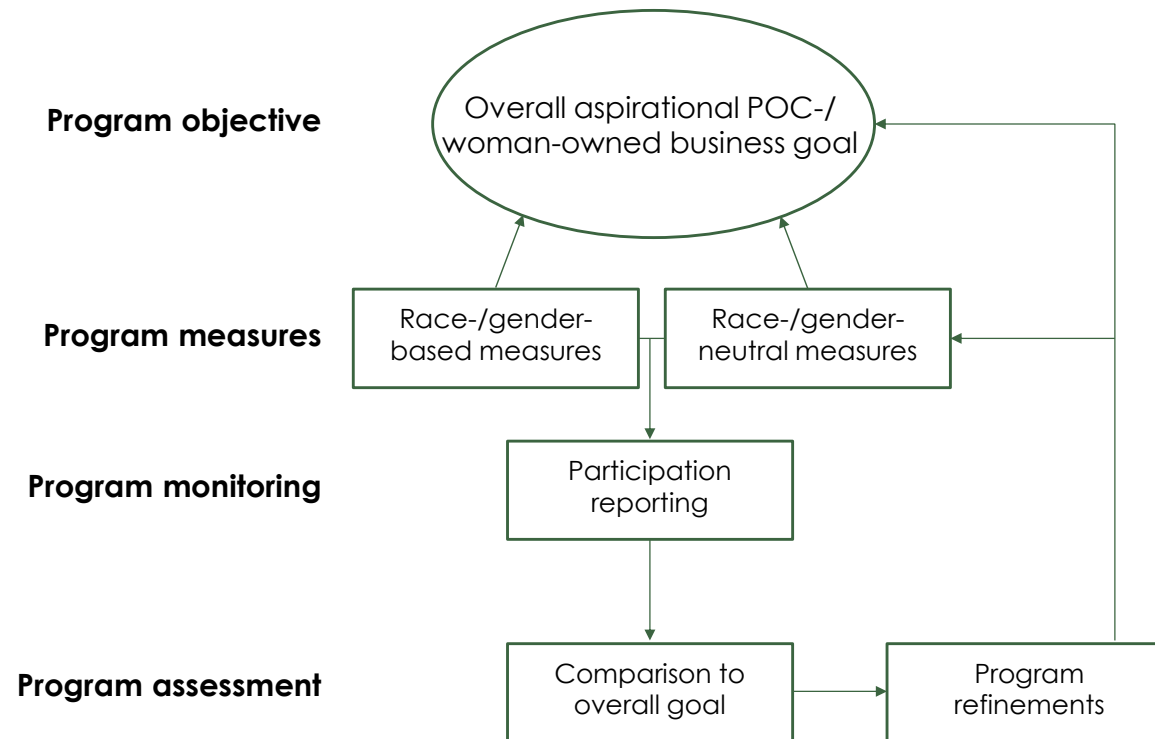 Program objective
Overall aspirational POC-/
woman-owned business goal
Program measures
Race-/gender-
based measures
Race-/gender-
neutral measures
Program monitoring
Participation
reporting
Program assessment
Comparison to
overall goal
Program
refinements